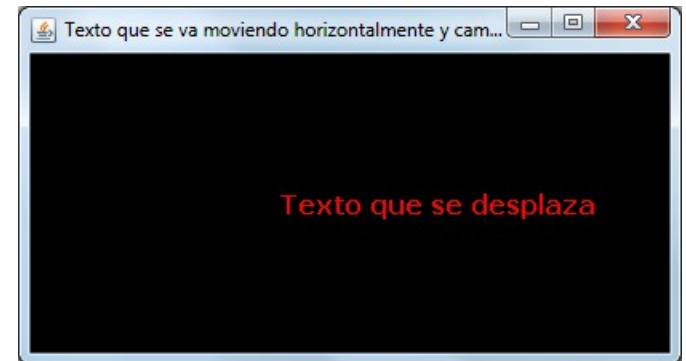 Texto que se va moviendo horizontalmente y cam...
Texto que se desplaza